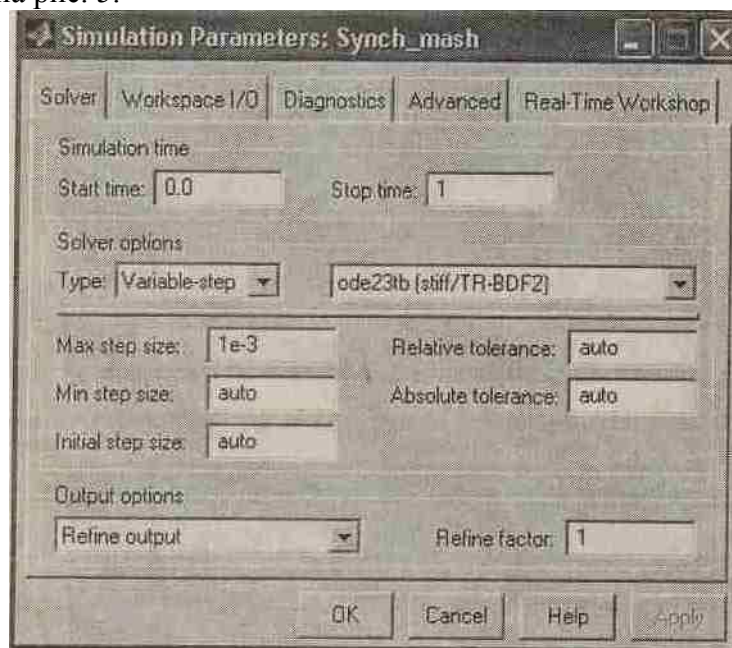 на рис. 5.
Simulation Parameters: Synch_mash
Solver Workspace I/O Diagnostics Advanced Real-Time Workshop
Simulation time
Start time: 0.0 Stop time: 1
Solver options
Type: Variable-step ode23tb (stiff/TR-BDF2)
Max step size: 1e-3 Relative tolerance: auto
Min step size: auto Absolute tolerance: auto
Initial step size: auto
Output options
Refine output Refine factor: 1
OK Cancel Help Apply